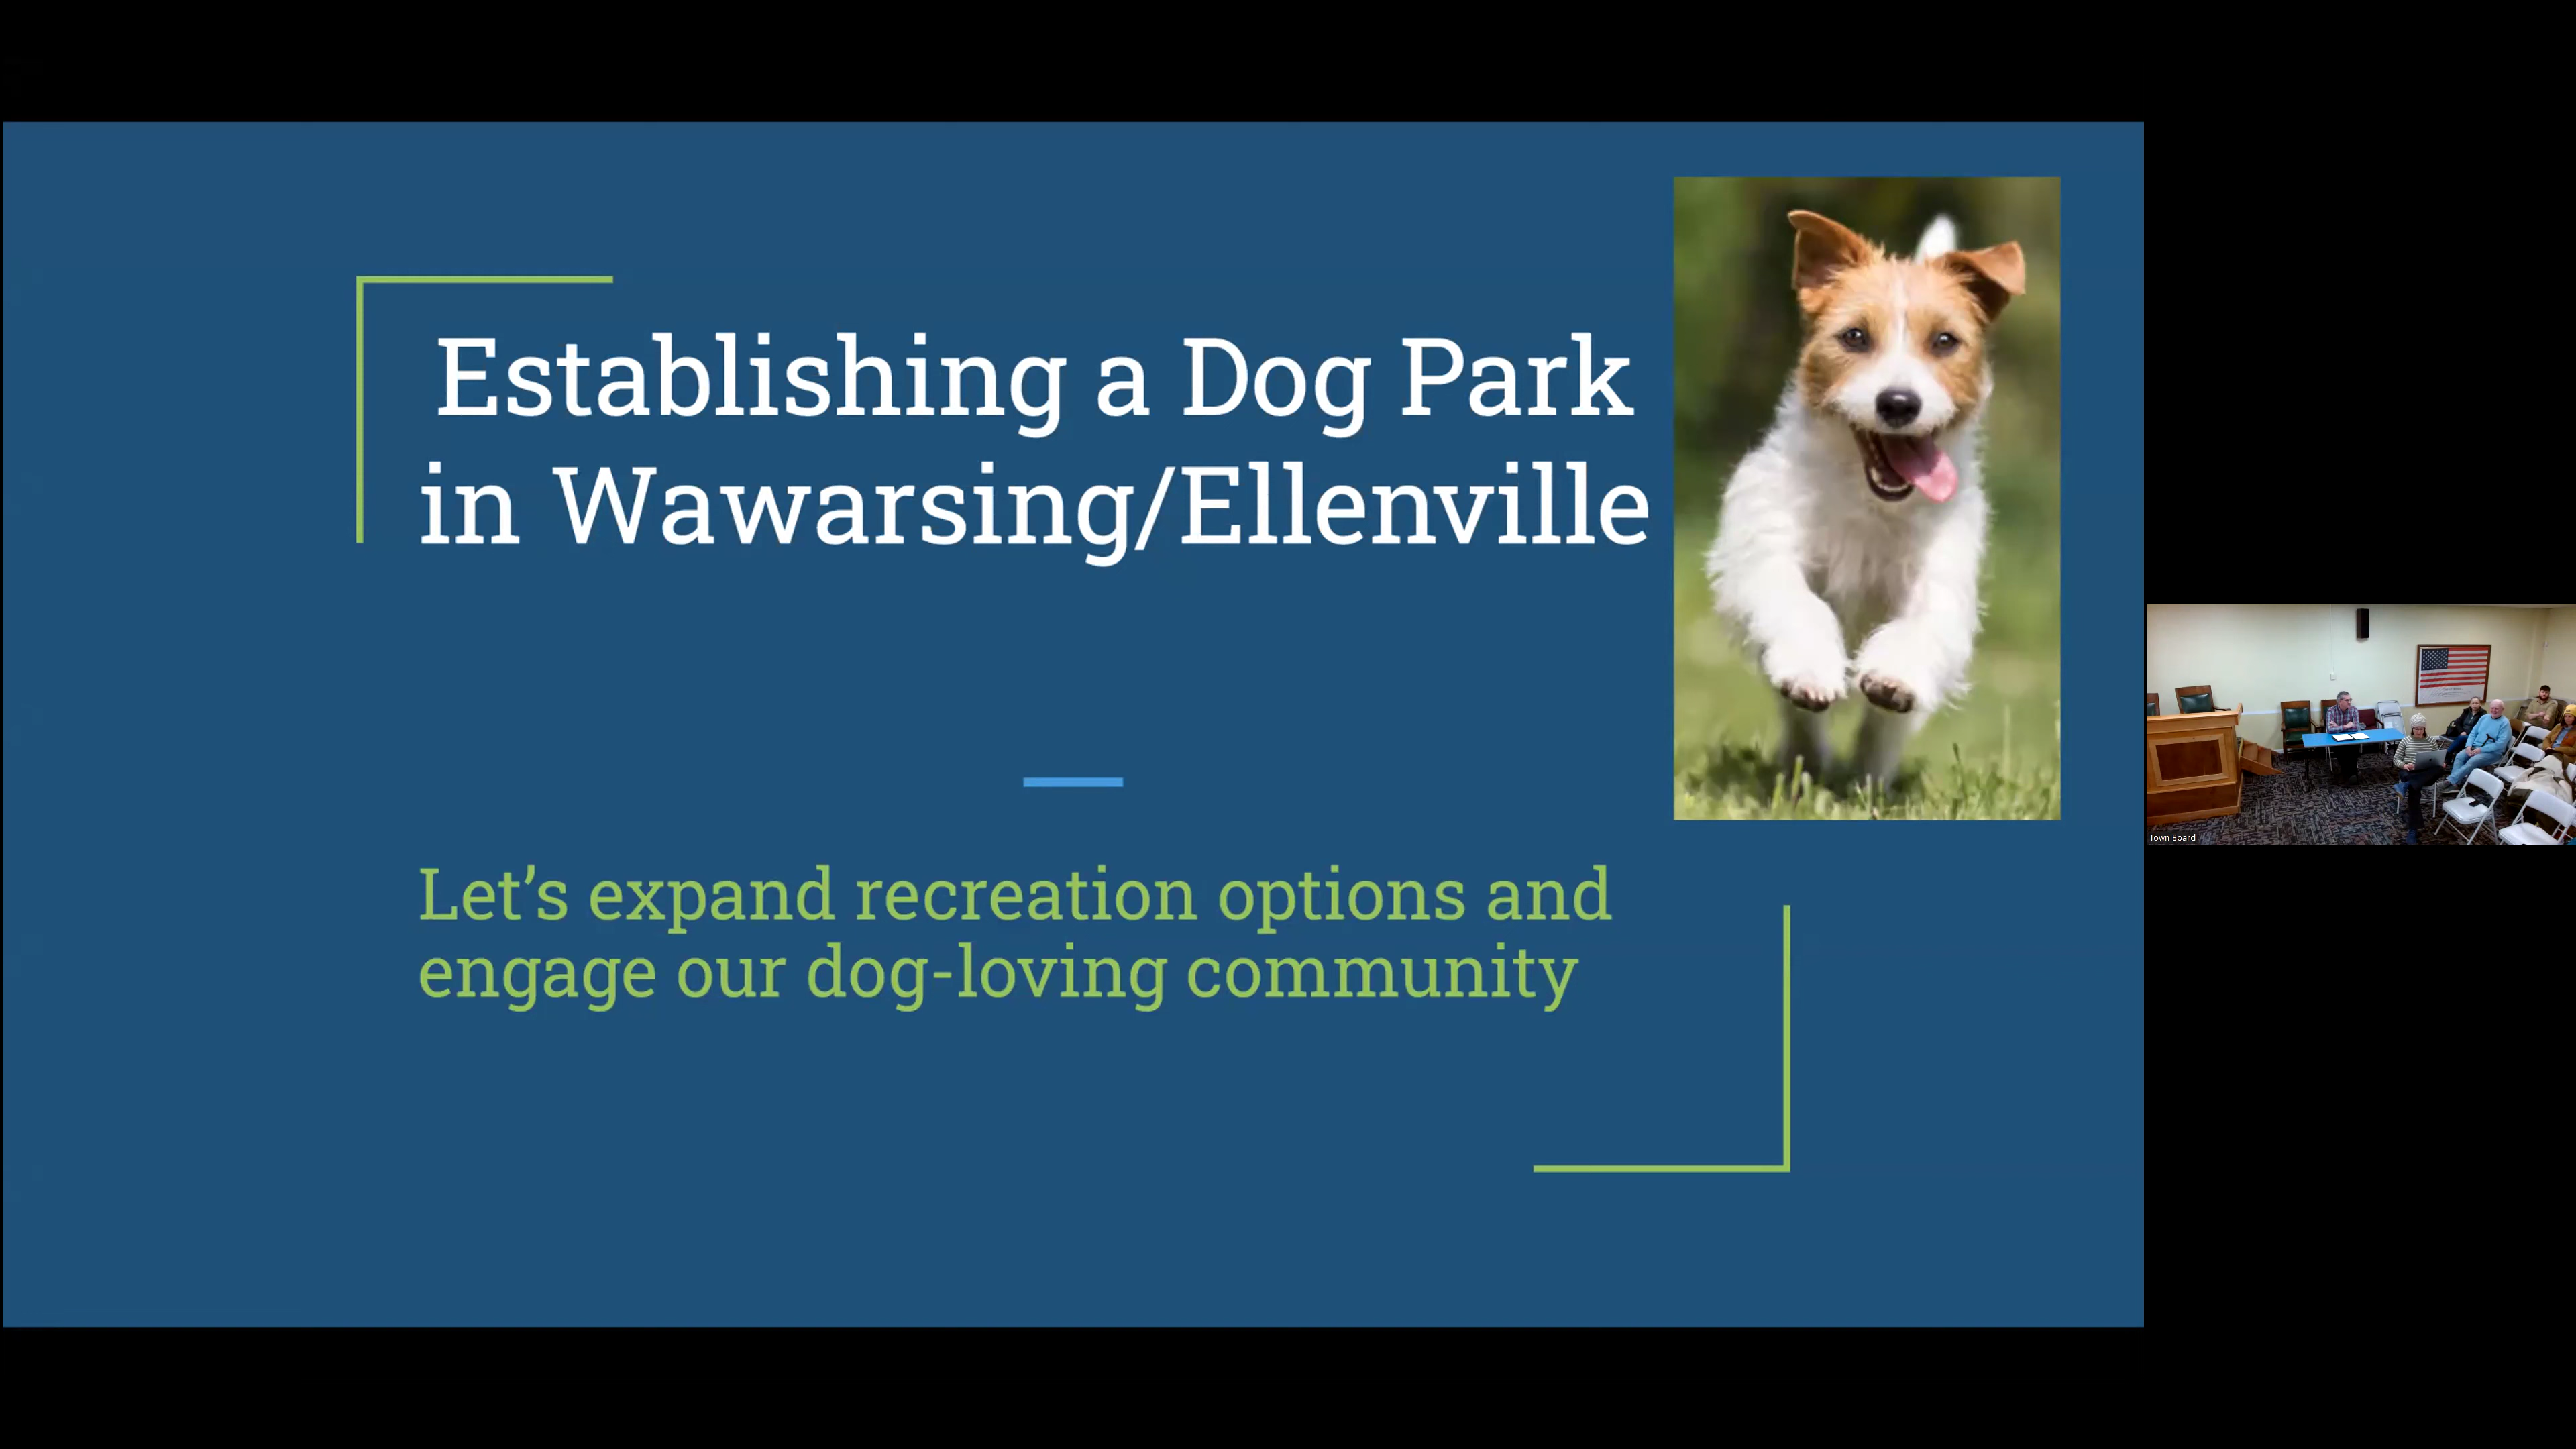 Establishing a Dog Park
in Wawarsing/Ellenville
Let's expand recreation options and
engage our dog-loving community
Town Board